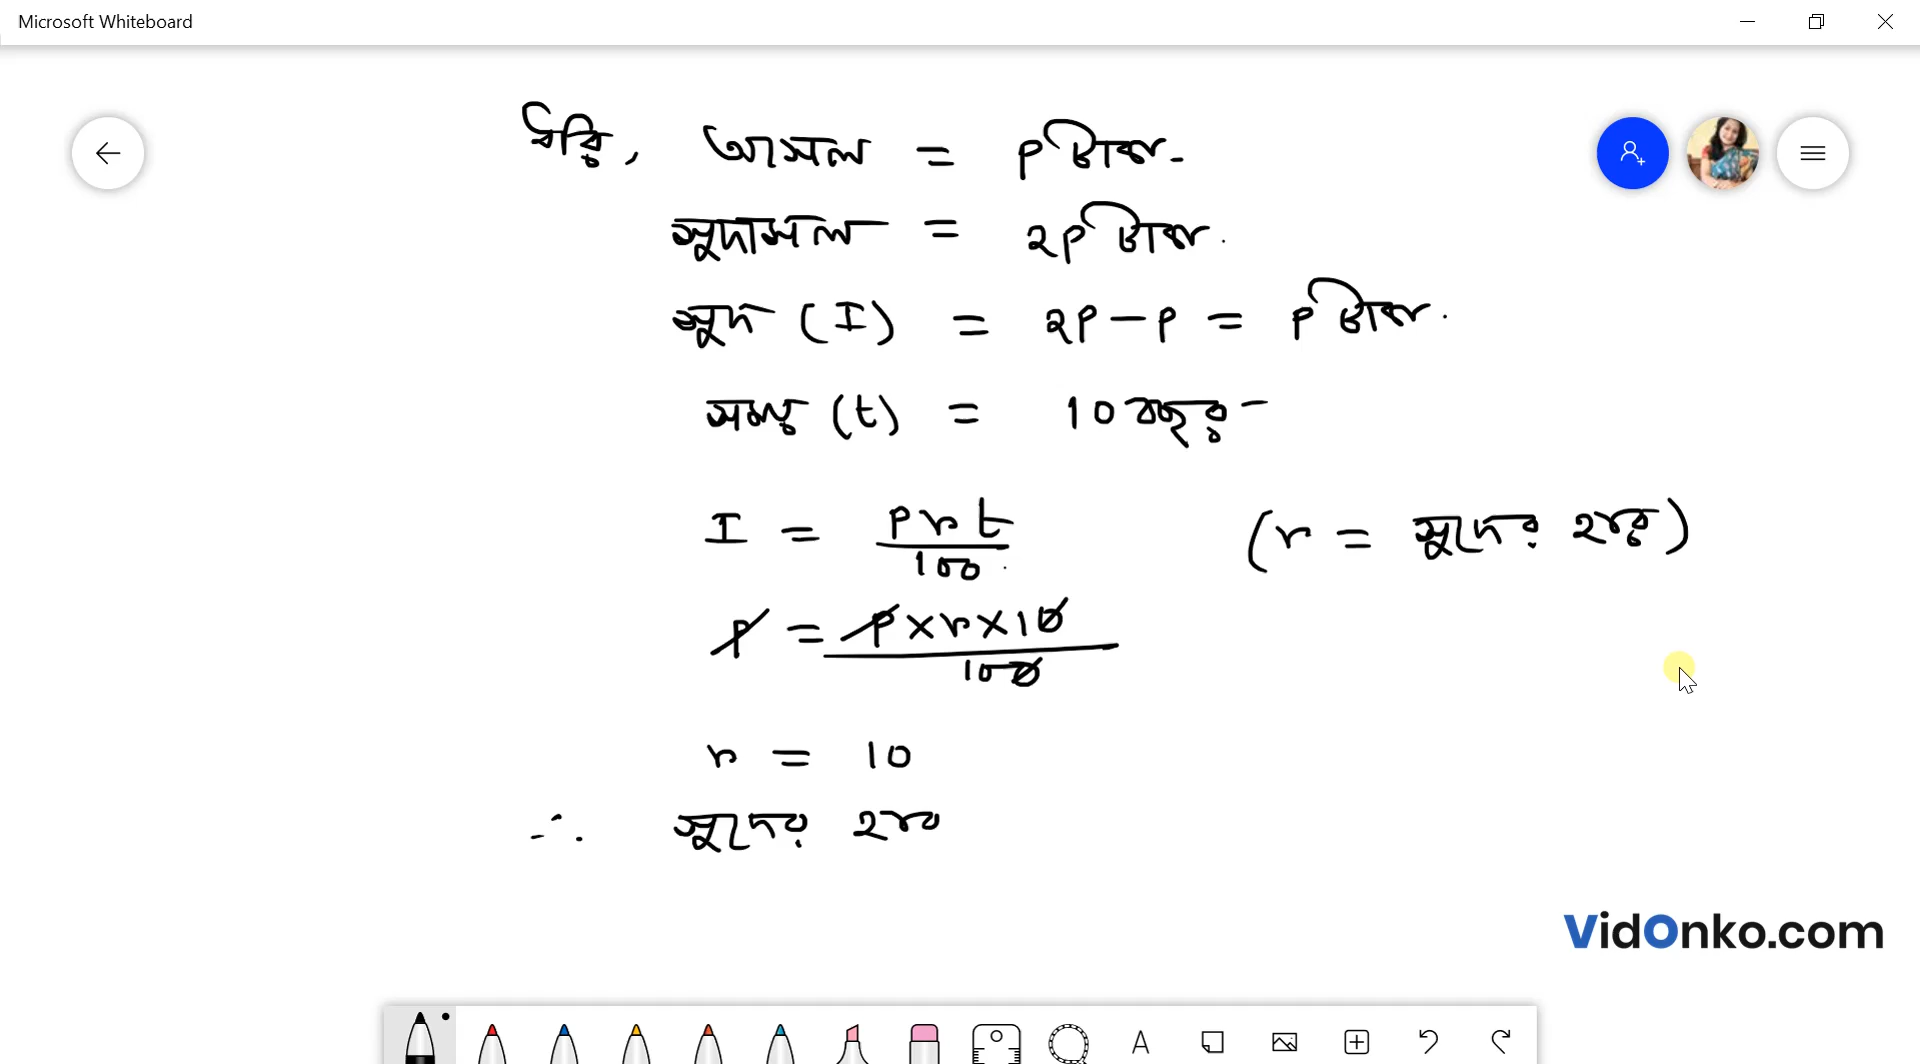 Microsoft Whiteboard
ধরি, আসল = p টাকা
সুদাসল = 2p টাকা
সুদ (I) = 2p - p = p টাকা
সময় (t) = 10 বছর
I = prt/100 (r = সুদের হার)
p = p × r × 10/100
r = 10
∴ সুদের হার
VidOnko.com